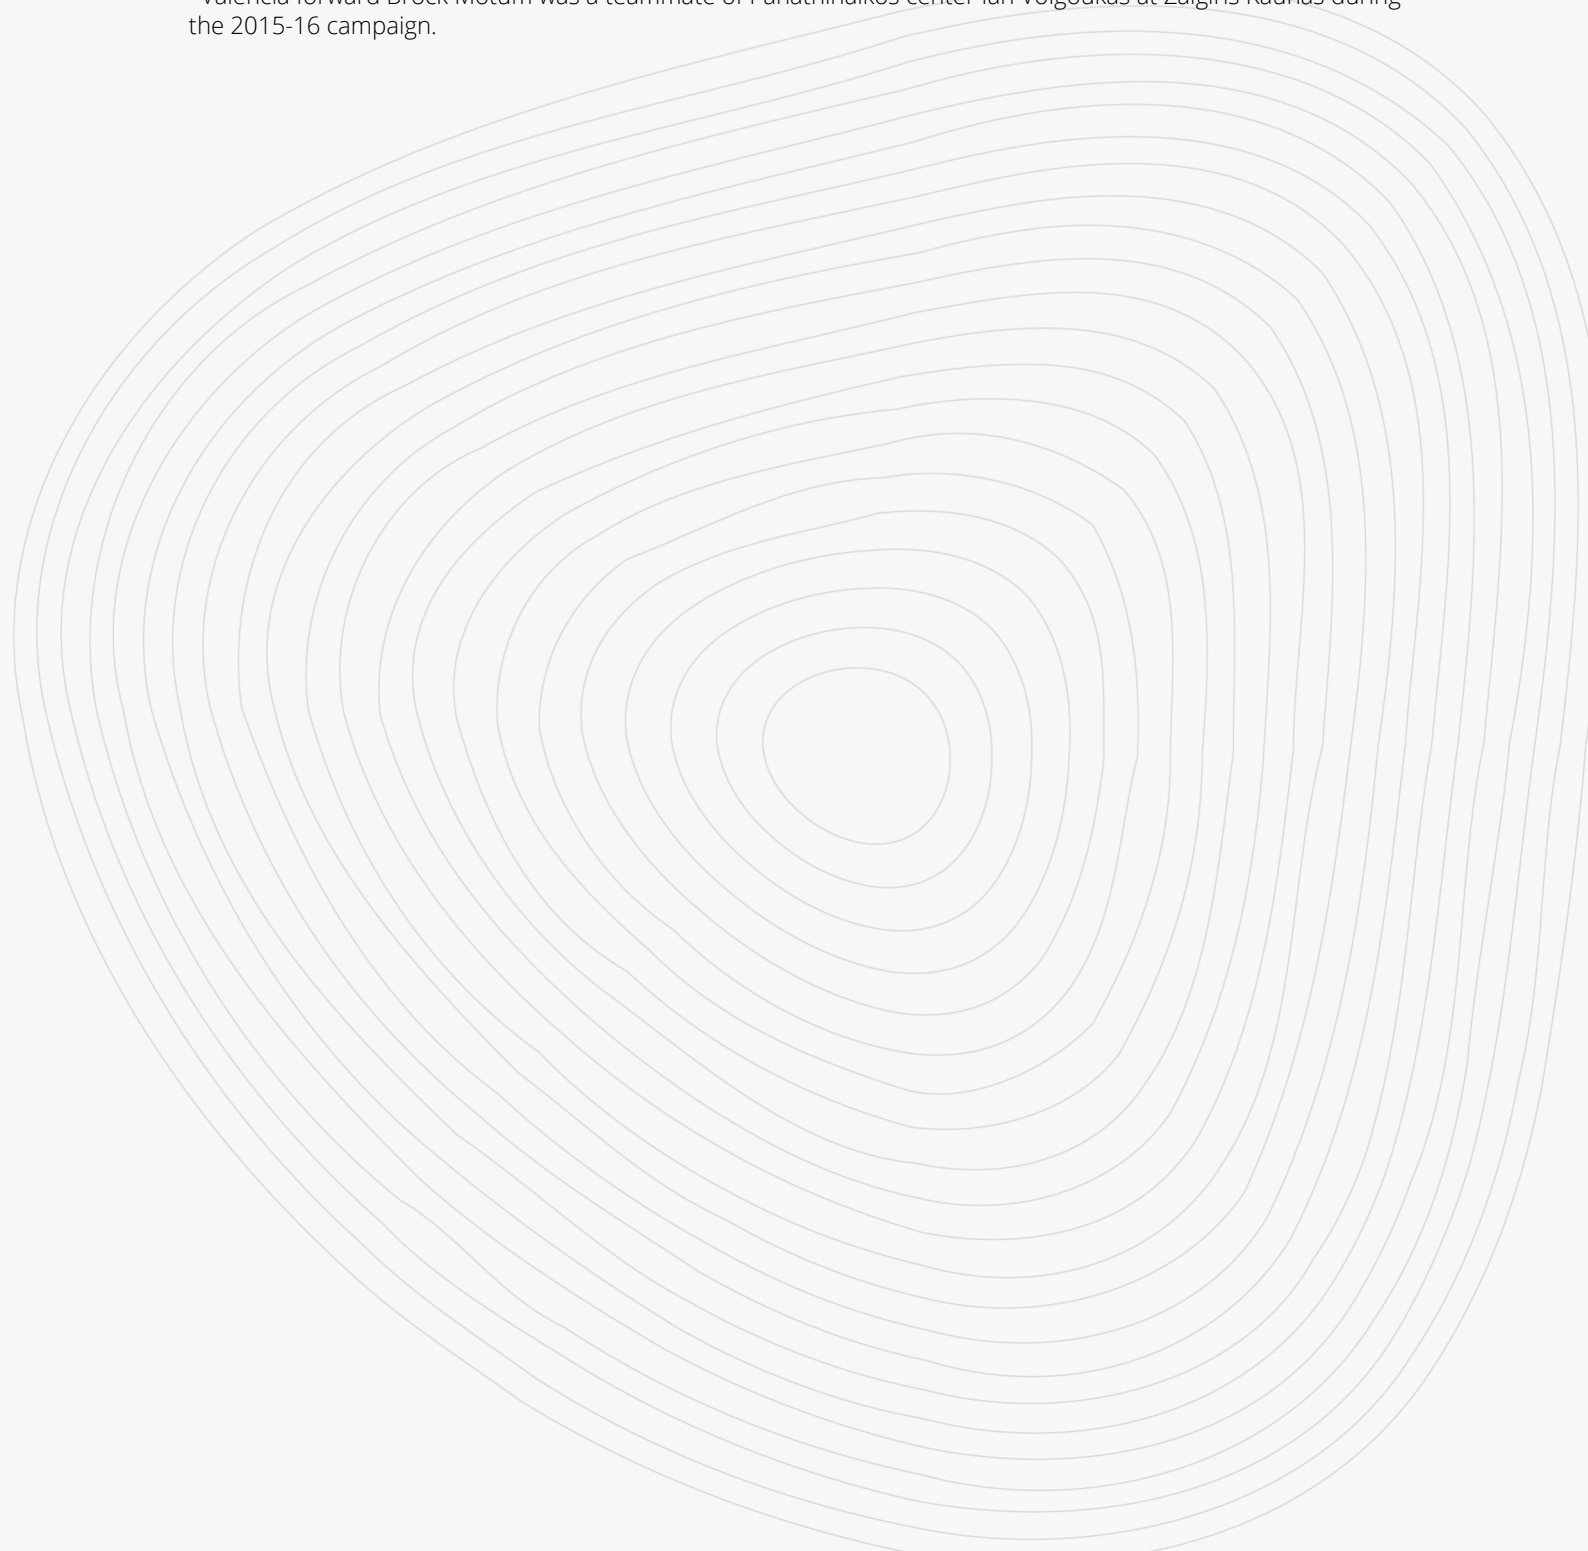 Valencia forward Brock Motum was a teammate of Panathinaikos center Ian Vougioukas at Zalgiris Kaunas during
the 2015-16 campaign.